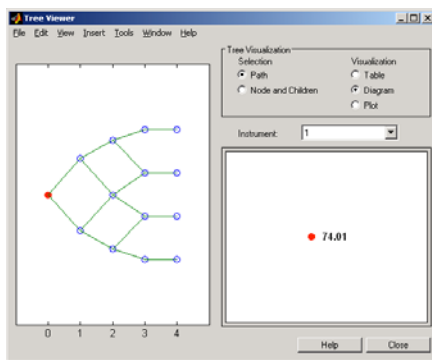 Tree Viewer
File Edit View Insert Tools Window Help
Tree Visualization
Selection Visualization
Path Table
Node and Children Diagram
Plot
Instrument: 1
74.01
0 1 2 3 4
Help Close